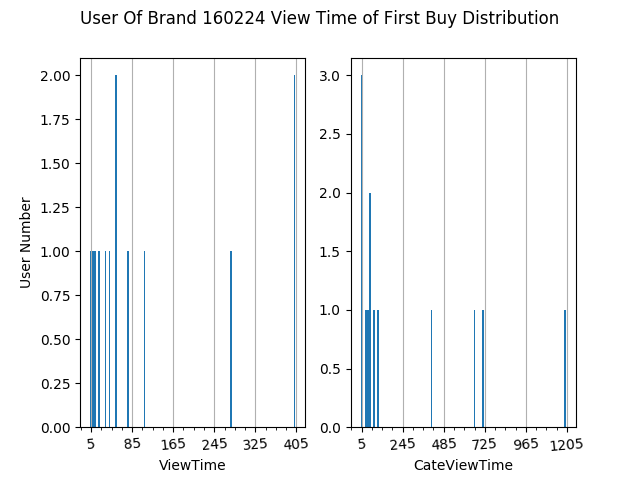 User Of Brand 160224 View Time of First Buy Distribution
2.00
1.75
1.50
1.25
1.00
0.75
0.50
0.25
0.00
User Number
5 85 165 245 325 405
ViewTime
3.0
2.5
2.0
1.5
1.0
0.5
0.0
5 245 485 725 965 1205
CateViewTime